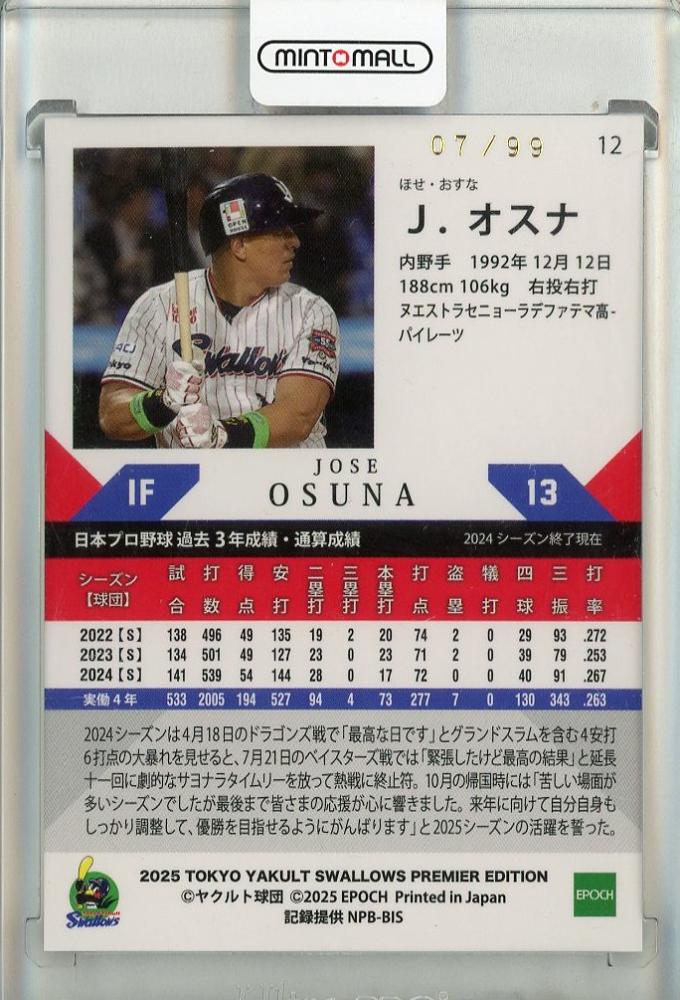 MINTOMALL
07/99
12
ほせ・おすな
J. オスナ
内野手 1992年12月12日
188cm 106kg 右投右打
ヌエストラセニョーラデファテマ高-
パイレーツ
OPEN
HOUSE
Swallows
JOSE
IF OSUNA 13
日本プロ野球 過去3年成績・通算成績 2024シーズン終了現在
シーズン【球団】 試合 打数 得点 安打 二塁打 三塁打 本塁打 打点 盗塁 犠打 四球 三振 打率
2022【S】 138 496 49 135 19 2 20 74 2 0 29 93 .272
2023【S】 134 501 49 127 23 0 23 71 2 0 39 79 .253
2024【S】 141 539 54 144 28 0 17 72 0 0 40 91 .267
実働4年 533 2005 194 527 94 4 73 277 7 0 130 343 .263
2024シーズンは4月18日のドラゴンズ戦で「最高な日です」とグランドスラムを含む4安打
6打点の大暴れを見せると、7月21日のベイスターズ戦では「緊張したけど最高の結果」と延長
十一回に劇的なサヨナラタイムリーを放って熱戦に終止符。10月の帰国時には「苦しい場面が
多いシーズンでしたが最後まで皆さまの応援が心に響きました。来年に向けて自分自身も
しっかり調整して、優勝を目指せるようにがんばります」と2025シーズンの活躍を誓った。
2025 TOKYO YAKULT SWALLOWS PREMIER EDITION
©ヤクルト球団 ©2025 EPOCH Printed in Japan
記録提供 NPB-BIS
Swallows
EPOCH